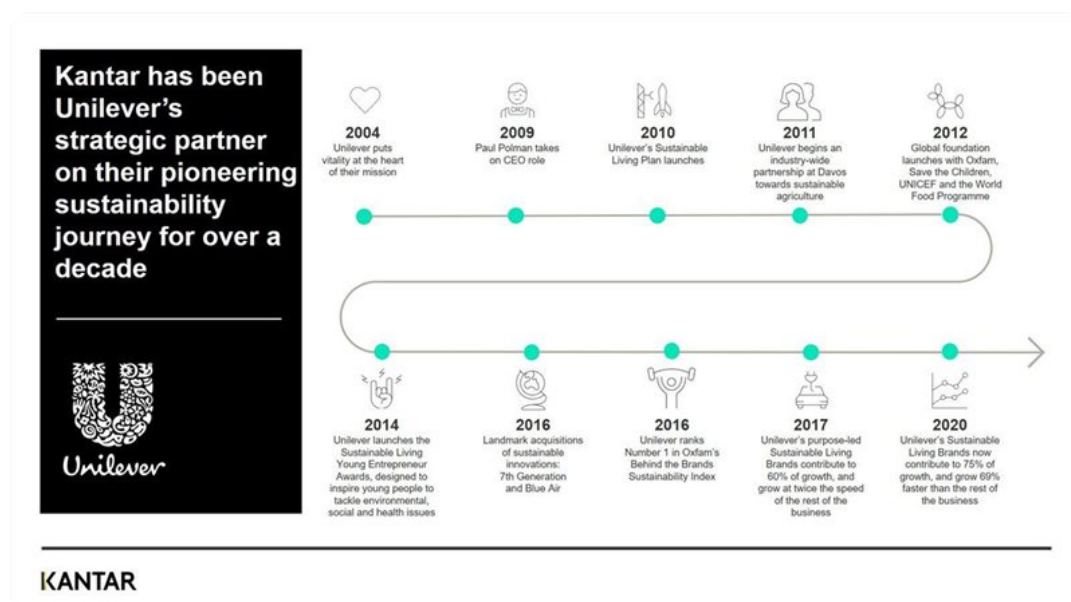 Kantar has been
Unilever's
strategic partner
on their pioneering
sustainability
journey for over a
decade
Unilever
2004
Unilever puts
vitality at the heart
of their mission
2009
Paul Polman takes
on CEO role
2010
Unilever's Sustainable
Living Plan launches
2011
Unilever begins an
industry-wide
partnership at Davos
towards sustainable
agriculture
2012
Global foundation
launches with Oxfam,
Save the Children,
UNICEF and the World
Food Programme
2014
Unilever launches the
Sustainable Living
Young Entrepreneur
Awards, designed to
inspire young people to
tackle environmental,
social and health issues
2016
Landmark acquisitions
of sustainable
innovations:
7th Generation
and Blue Air
2016
Unilever ranks
Number 1 in Oxfam's
Behind the Brands
Sustainability Index
2017
Unilever's purpose-led
Sustainable Living
Brands contribute to
60% of growth, and
grow at twice the speed
of the rest of the
business
2020
Unilever's Sustainable
Living Brands now
contribute to 75% of
growth, and grow 69%
faster than the rest of
the business
KANTAR